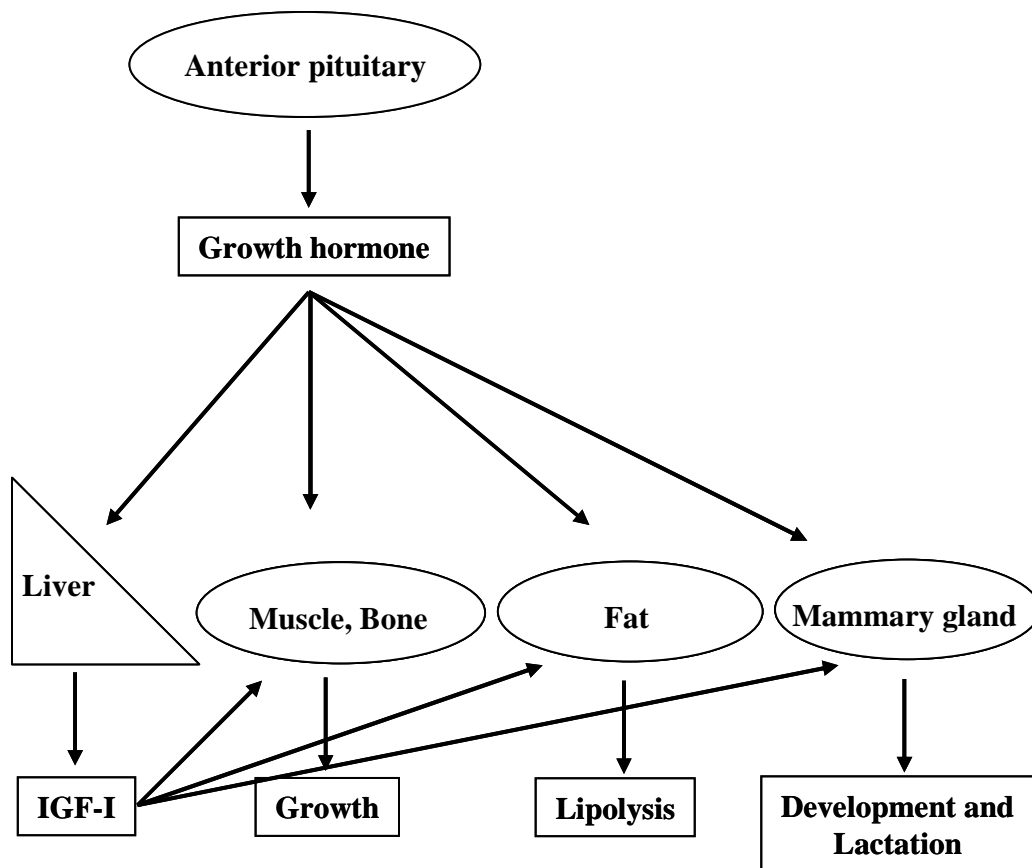 Anterior pituitary
Growth hormone
Liver
Muscle, Bone
Fat
Mammary gland
IGF-I
Growth
Lipolysis
Development and
Lactation